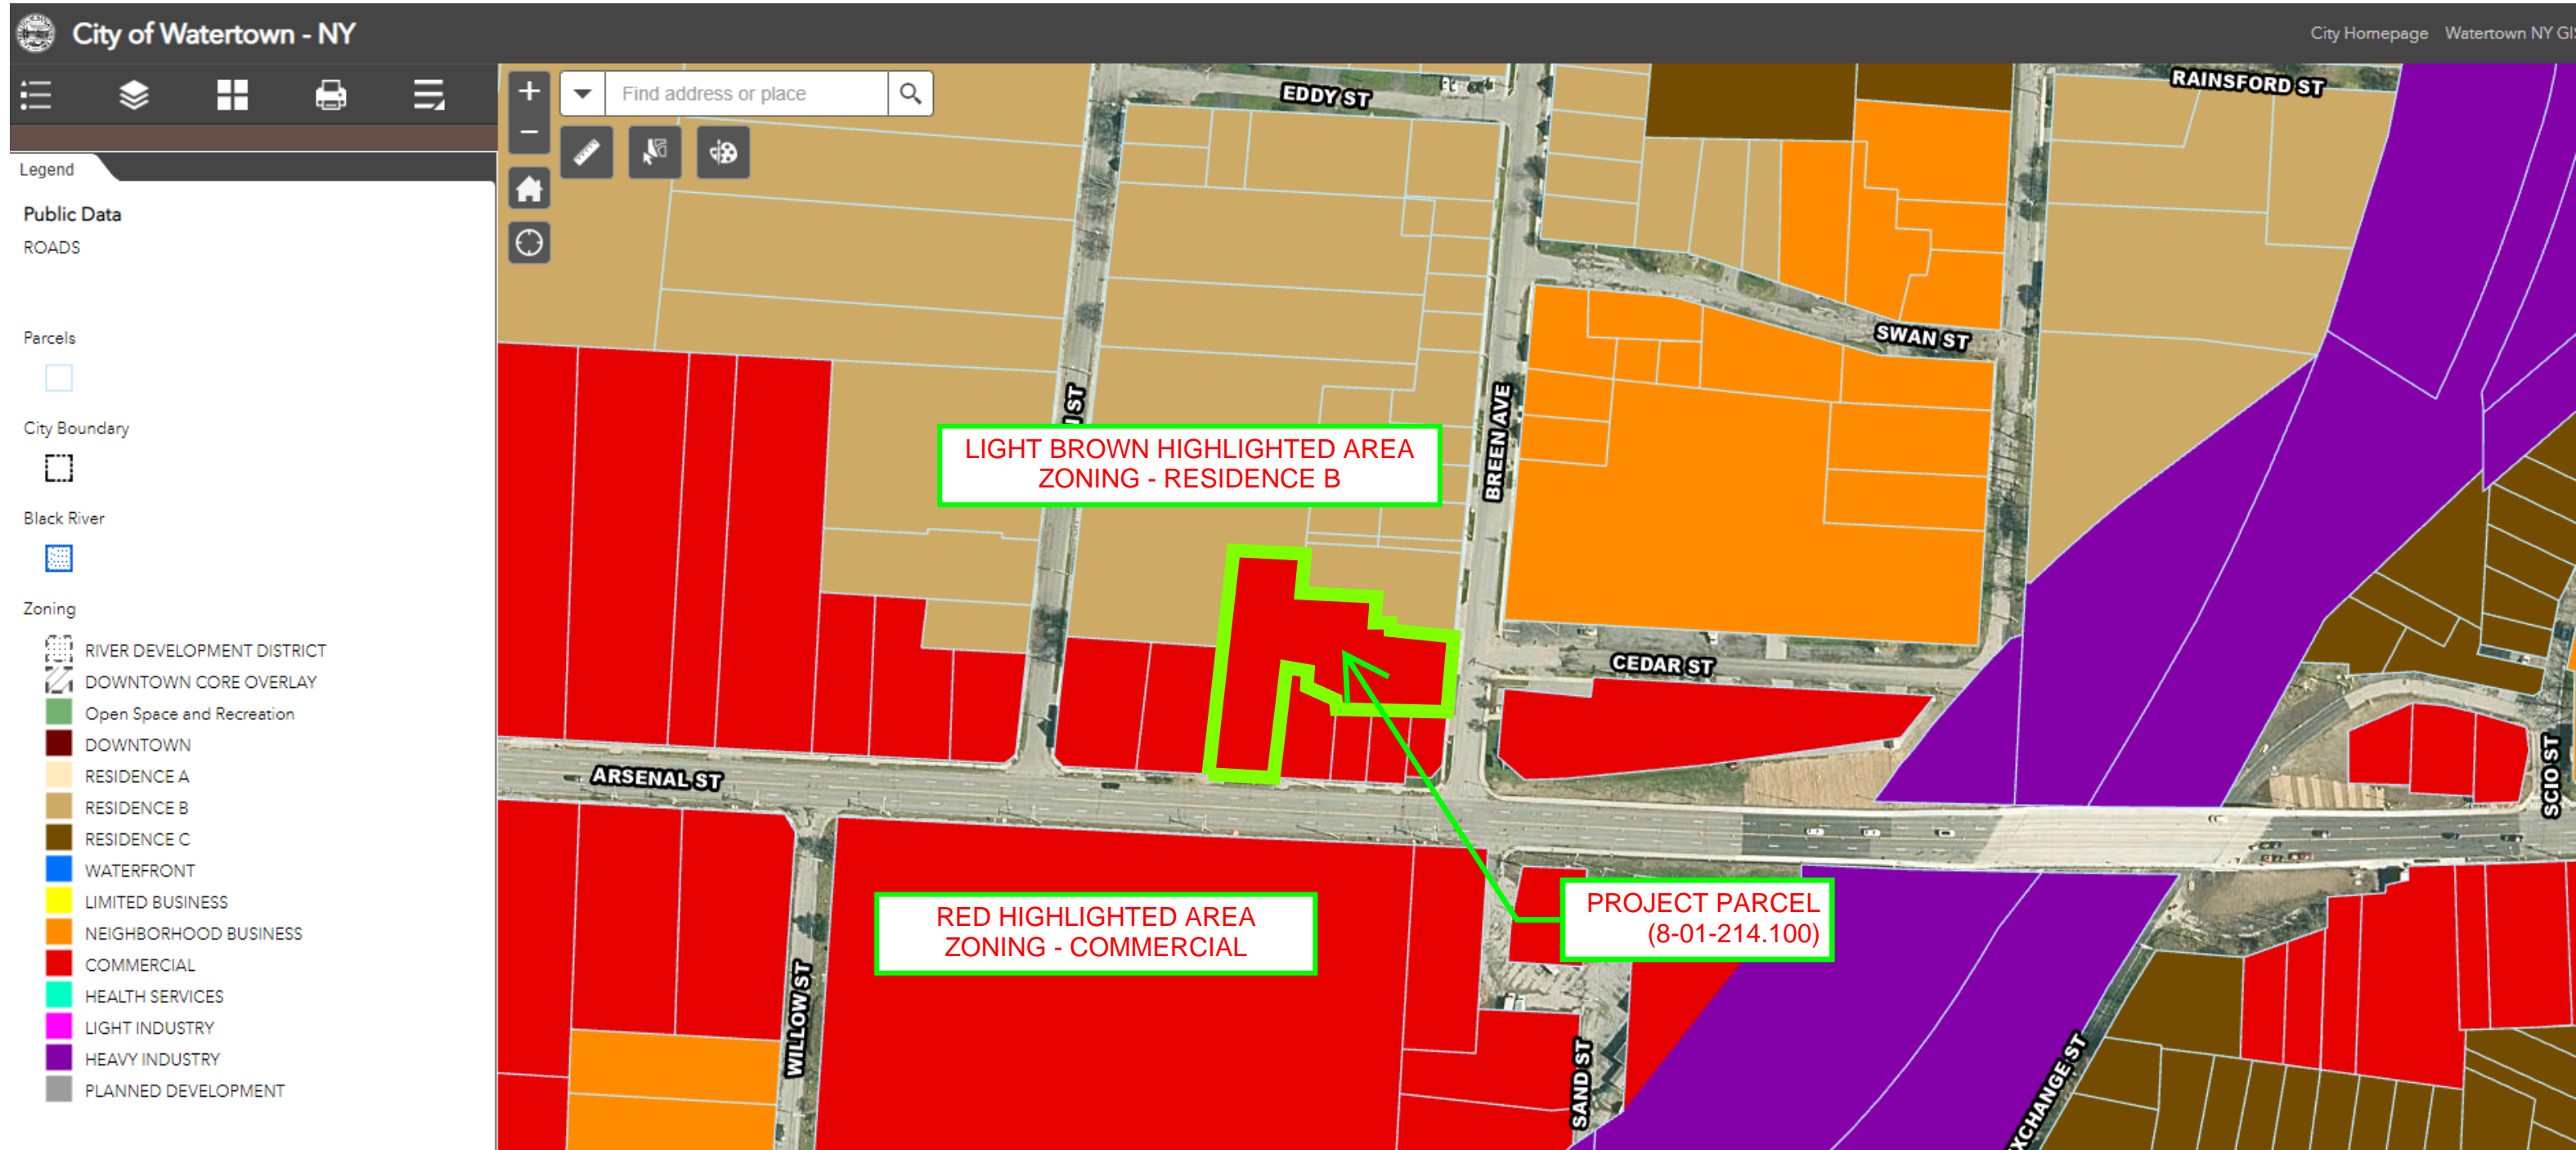 City of Watertown - NY
City Homepage Watertown NY GIS
Find address or place
Legend
Public Data
ROADS
Parcels
City Boundary
Black River
Zoning
RIVER DEVELOPMENT DISTRICT
DOWNTOWN CORE OVERLAY
Open Space and Recreation
DOWNTOWN
RESIDENCE A
RESIDENCE B
RESIDENCE C
WATERFRONT
LIMITED BUSINESS
NEIGHBORHOOD BUSINESS
COMMERCIAL
HEALTH SERVICES
LIGHT INDUSTRY
HEAVY INDUSTRY
PLANNED DEVELOPMENT
EDDY ST
RAINSFORD ST
SWAN ST
ST
BREEN AVE
LIGHT BROWN HIGHLIGHTED AREA
ZONING - RESIDENCE B
CEDAR ST
ARSENAL ST
SCIO ST
RED HIGHLIGHTED AREA
ZONING - COMMERCIAL
PROJECT PARCEL
(8-01-214.100)
WILLOW ST
SAND ST
XCHANGE ST